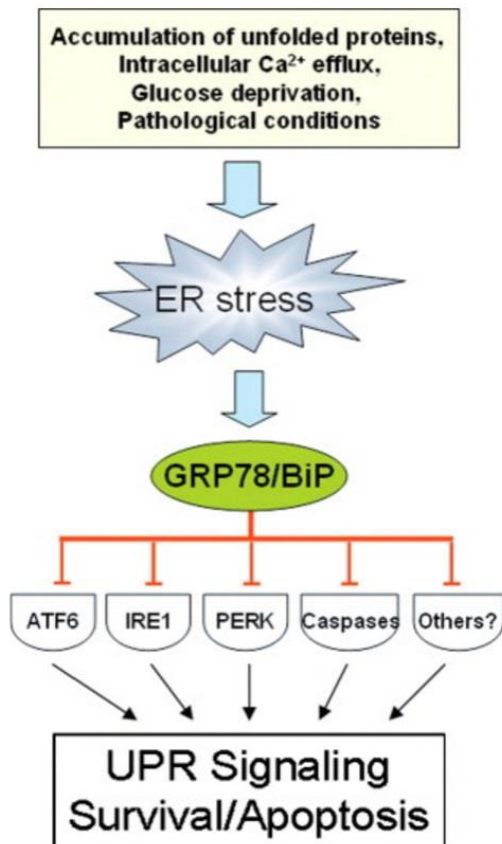 Accumulation of unfolded proteins,
Intracellular Ca²⁺ efflux,
Glucose deprivation,
Pathological conditions
ER stress
GRP78/BiP
ATF6 IRE1 PERK Caspases Others?
UPR Signaling
Survival/Apoptosis